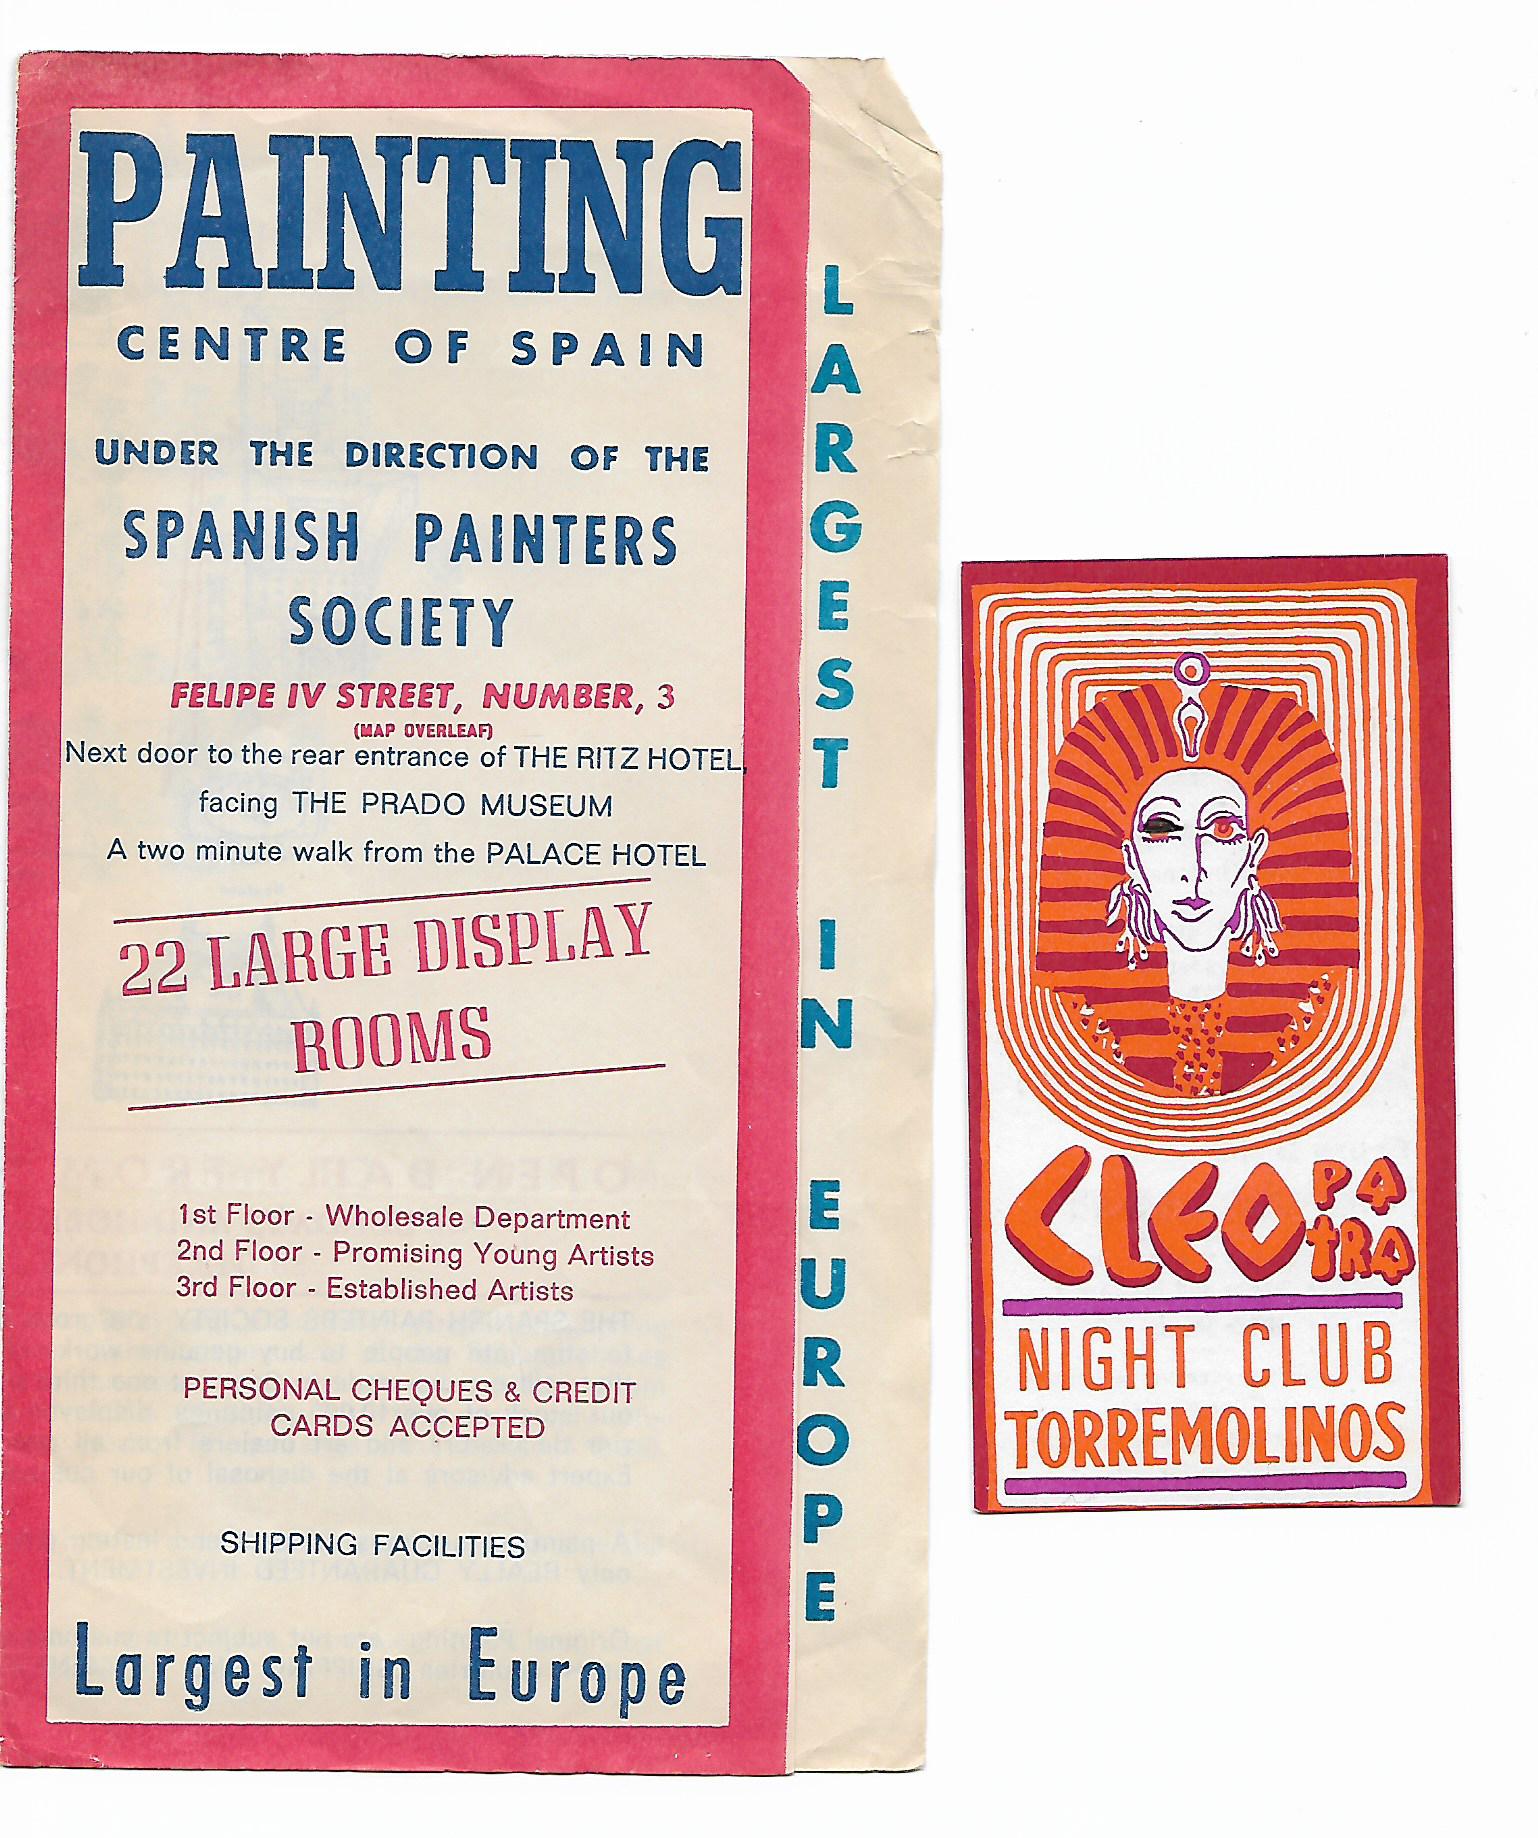 PAINTING
CENTRE OF SPAIN
UNDER THE DIRECTION OF THE
SPANISH PAINTERS
SOCIETY
FELIPE IV STREET, NUMBER, 3
(MAP OVERLEAF)
Next door to the rear entrance of THE RITZ HOTEL,
facing THE PRADO MUSEUM
A two minute walk from the PALACE HOTEL
22 LARGE DISPLAY
ROOMS
1st Floor - Wholesale Department
2nd Floor - Promising Young Artists
3rd Floor - Established Artists
PERSONAL CHEQUES & CREDIT
CARDS ACCEPTED
SHIPPING FACILITIES
Largest in Europe
LARGEST IN EUROPE
CLEOPATRA
NIGHT CLUB
TORREMOLINOS